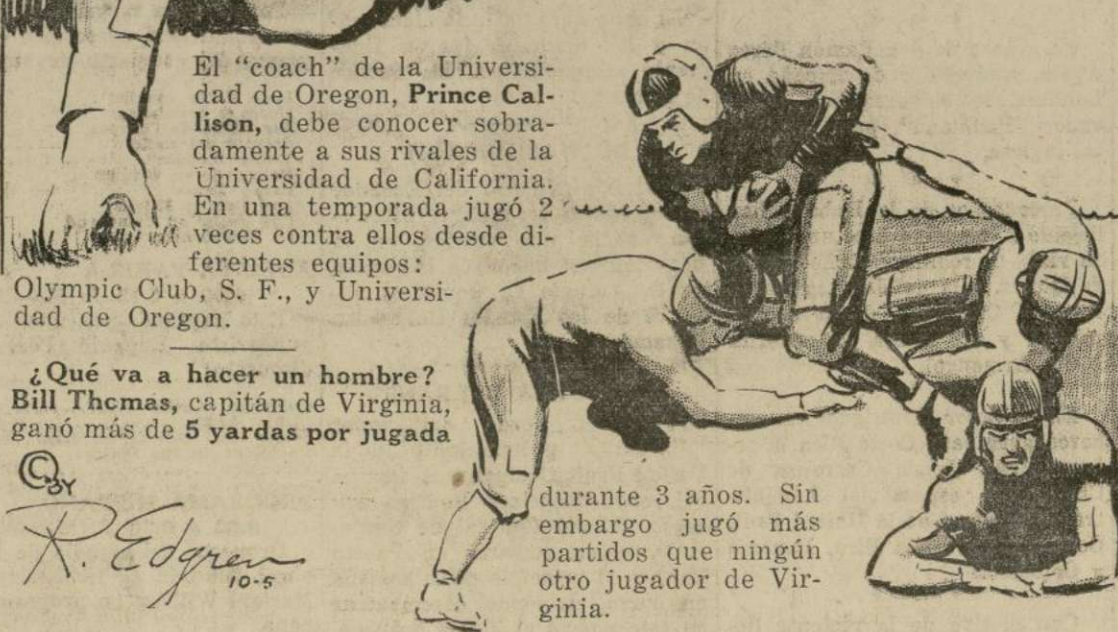 El "coach" de la Universi-
dad de Oregon, Prince Cal-
lison, debe conocer sobra-
damente a sus rivales de la
Universidad de California.
En una temporada jugó 2
veces contra ellos desde di-
ferentes equipos:
Olympic Club, S. F., y Universi-
dad de Oregon.
¿Qué va a hacer un hombre?
Bill Thomas, capitán de Virginia,
ganó más de 5 yardas por jugada
durante 3 años. Sin
embargo jugó más
partidos que ningún
otro jugador de Vir-
ginia.
© BY
R. Edgren
10-5